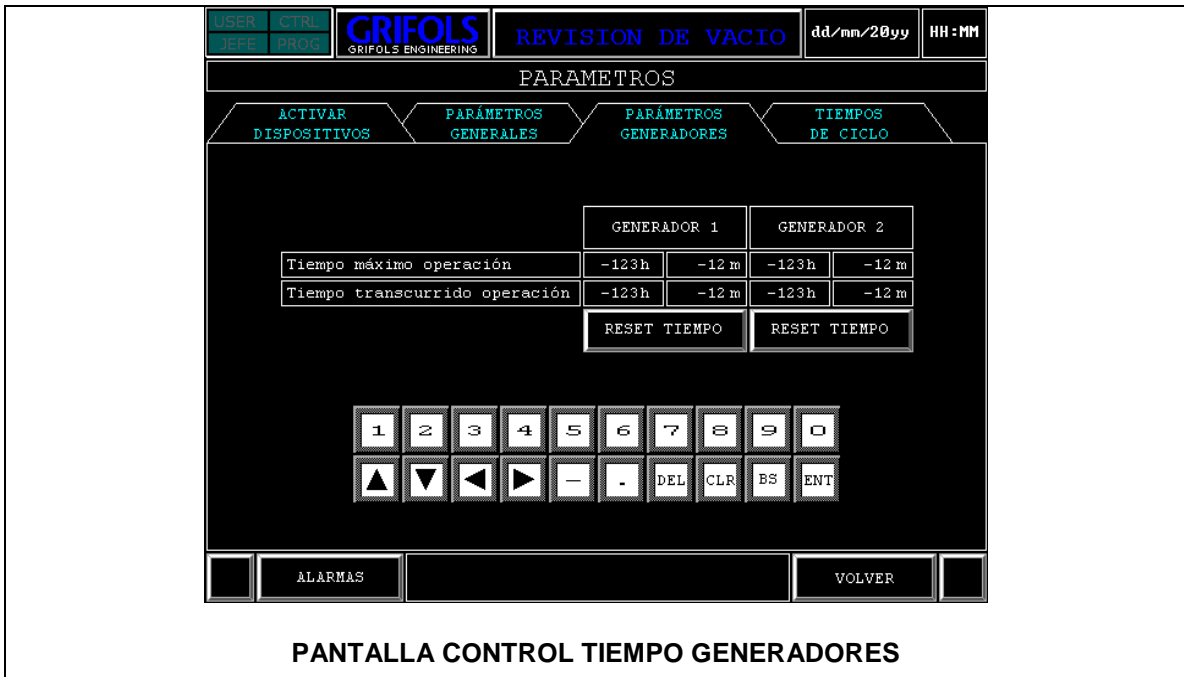 USER CTRL
JEFE PROG
GRIFOLS
GRIFOLS ENGINEERING
REVISION DE VACIO
dd/mm/20yy
HH:MM
PARAMETROS
ACTIVAR
DISPOSITIVOS
PARÁMETROS
GENERALES
PARÁMETROS
GENERADORES
TIEMPOS
DE CICLO
GENERADOR 1 GENERADOR 2
Tiempo máximo operación -123h -12 m -123h -12 m
Tiempo transcurrido operación -123h -12 m -123h -12 m
RESET TIEMPO RESET TIEMPO
1 2 3 4 5 6 7 8 9 0
▲ ▼ ◀ ▶ – . DEL CLR BS ENT
ALARMAS VOLVER
PANTALLA CONTROL TIEMPO GENERADORES